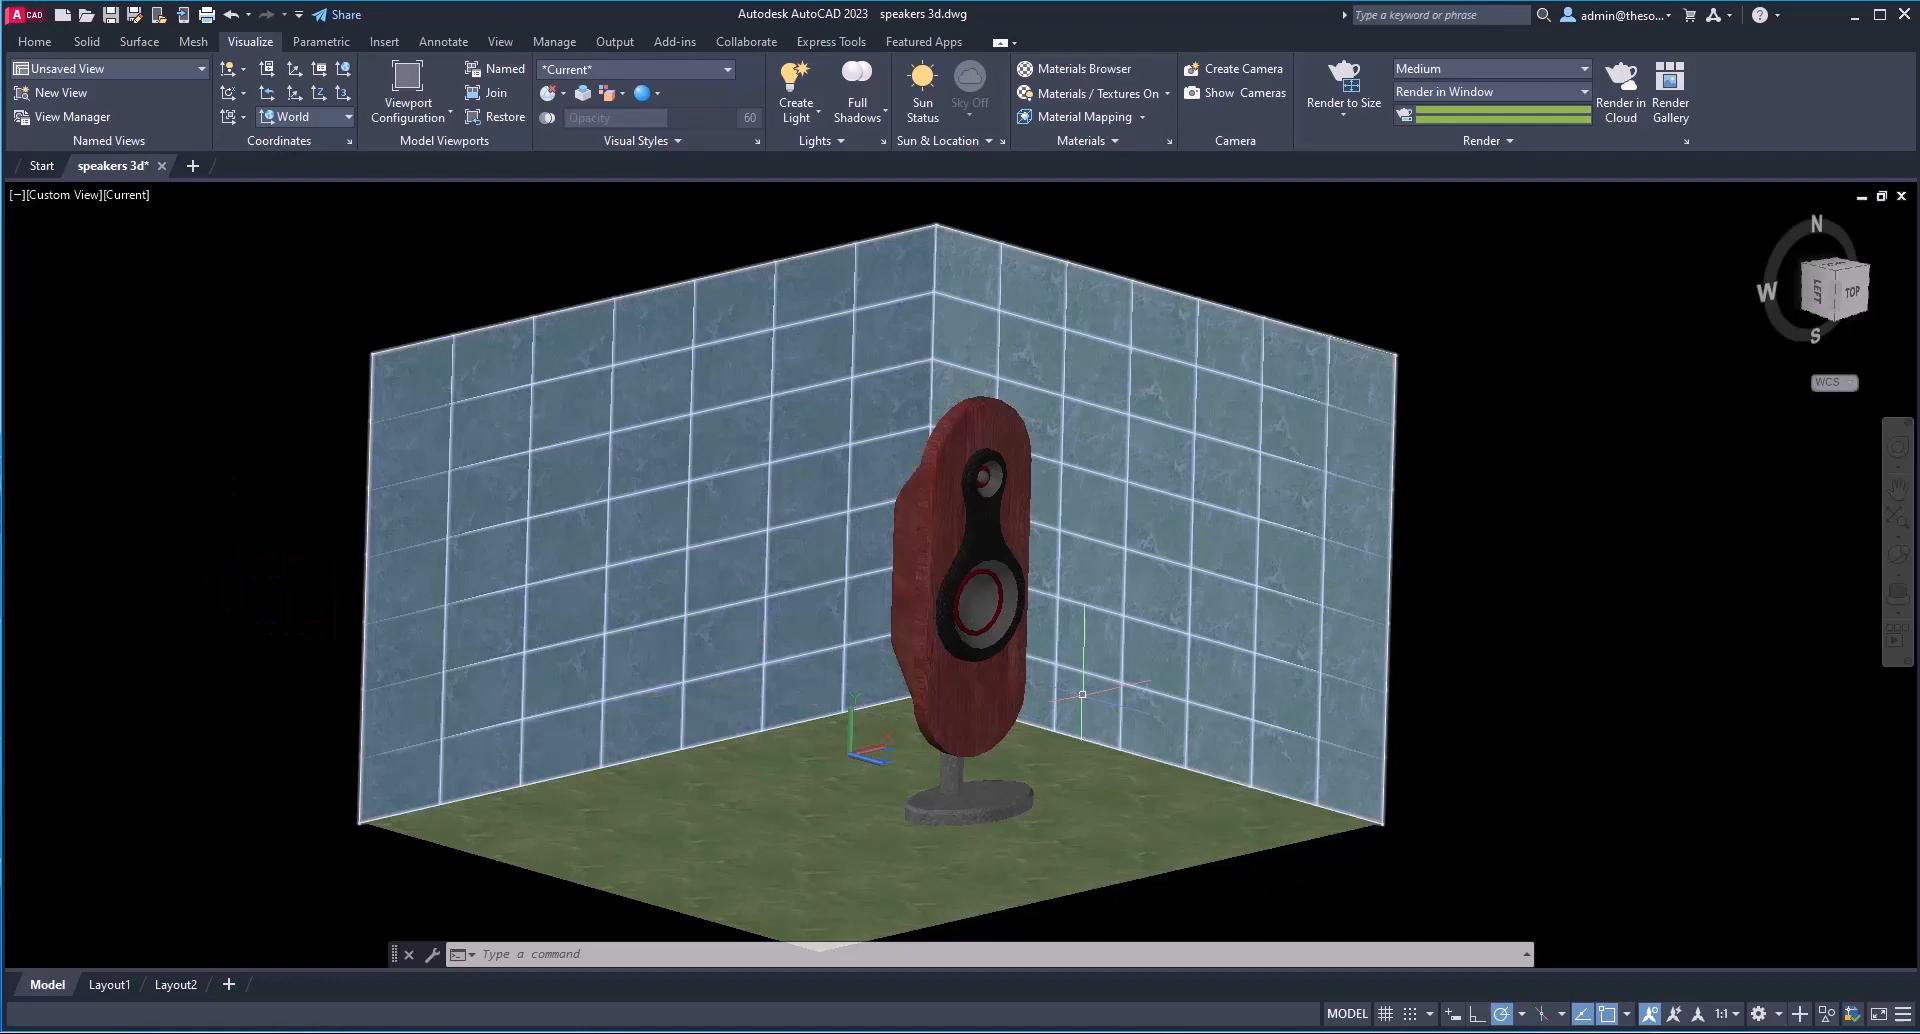 A CAD Share Autodesk AutoCAD 2023 speakers 3d.dwg Type a keyword or phrase admin@theso...
Home Solid Surface Mesh Visualize Parametric Insert Annotate View Manage Output Add-ins Collaborate Express Tools Featured Apps
Unsaved View Named *Current* Materials Browser Create Camera Medium
New View Join Materials / Textures On Show Cameras Render in Window
View Manager World Restore Opacity 60 Material Mapping
Viewport Configuration
Create Light
Full Shadows
Sun Status
Sky Off
Render to Size
Render in Cloud
Render Gallery
Named Views Coordinates Model Viewports Visual Styles Lights Sun & Location Materials Camera Render
Start speakers 3d*
[−][Custom View][Current]
N
W
LEFT TOP
S
WCS
Y
X
Type a command
Model Layout1 Layout2
MODEL 1:1